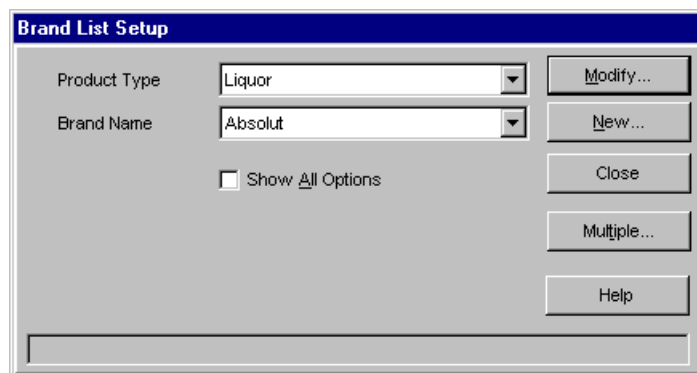 Brand List Setup
Product Type Liquor Modify...
Brand Name Absolut New...
Show All Options Close
Multiple...
Help